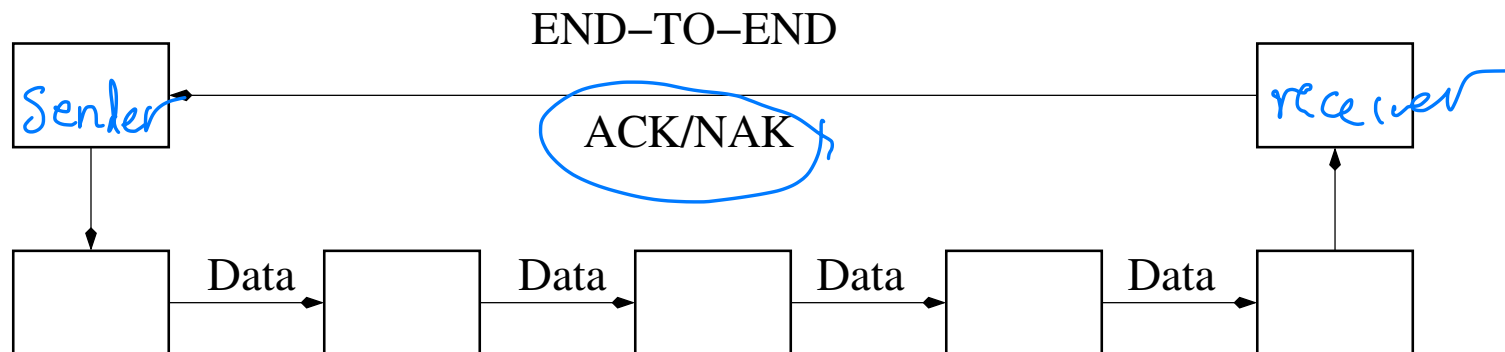 END–TO–END
Sender receiver
ACK/NAK
Data Data Data Data